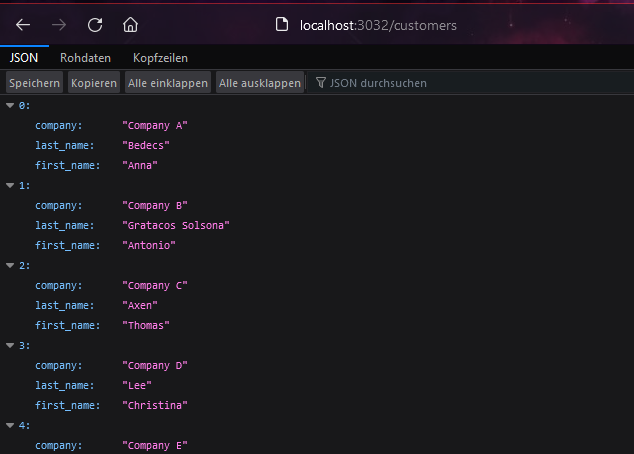 localhost:3032/customers
JSON Rohdaten Kopfzeilen
Speichern Kopieren Alle einklappen Alle ausklappen JSON durchsuchen
0:
company: "Company A"
last_name: "Bedecs"
first_name: "Anna"
1:
company: "Company B"
last_name: "Gratacos Solsona"
first_name: "Antonio"
2:
company: "Company C"
last_name: "Axen"
first_name: "Thomas"
3:
company: "Company D"
last_name: "Lee"
first_name: "Christina"
4:
company: "Company E"